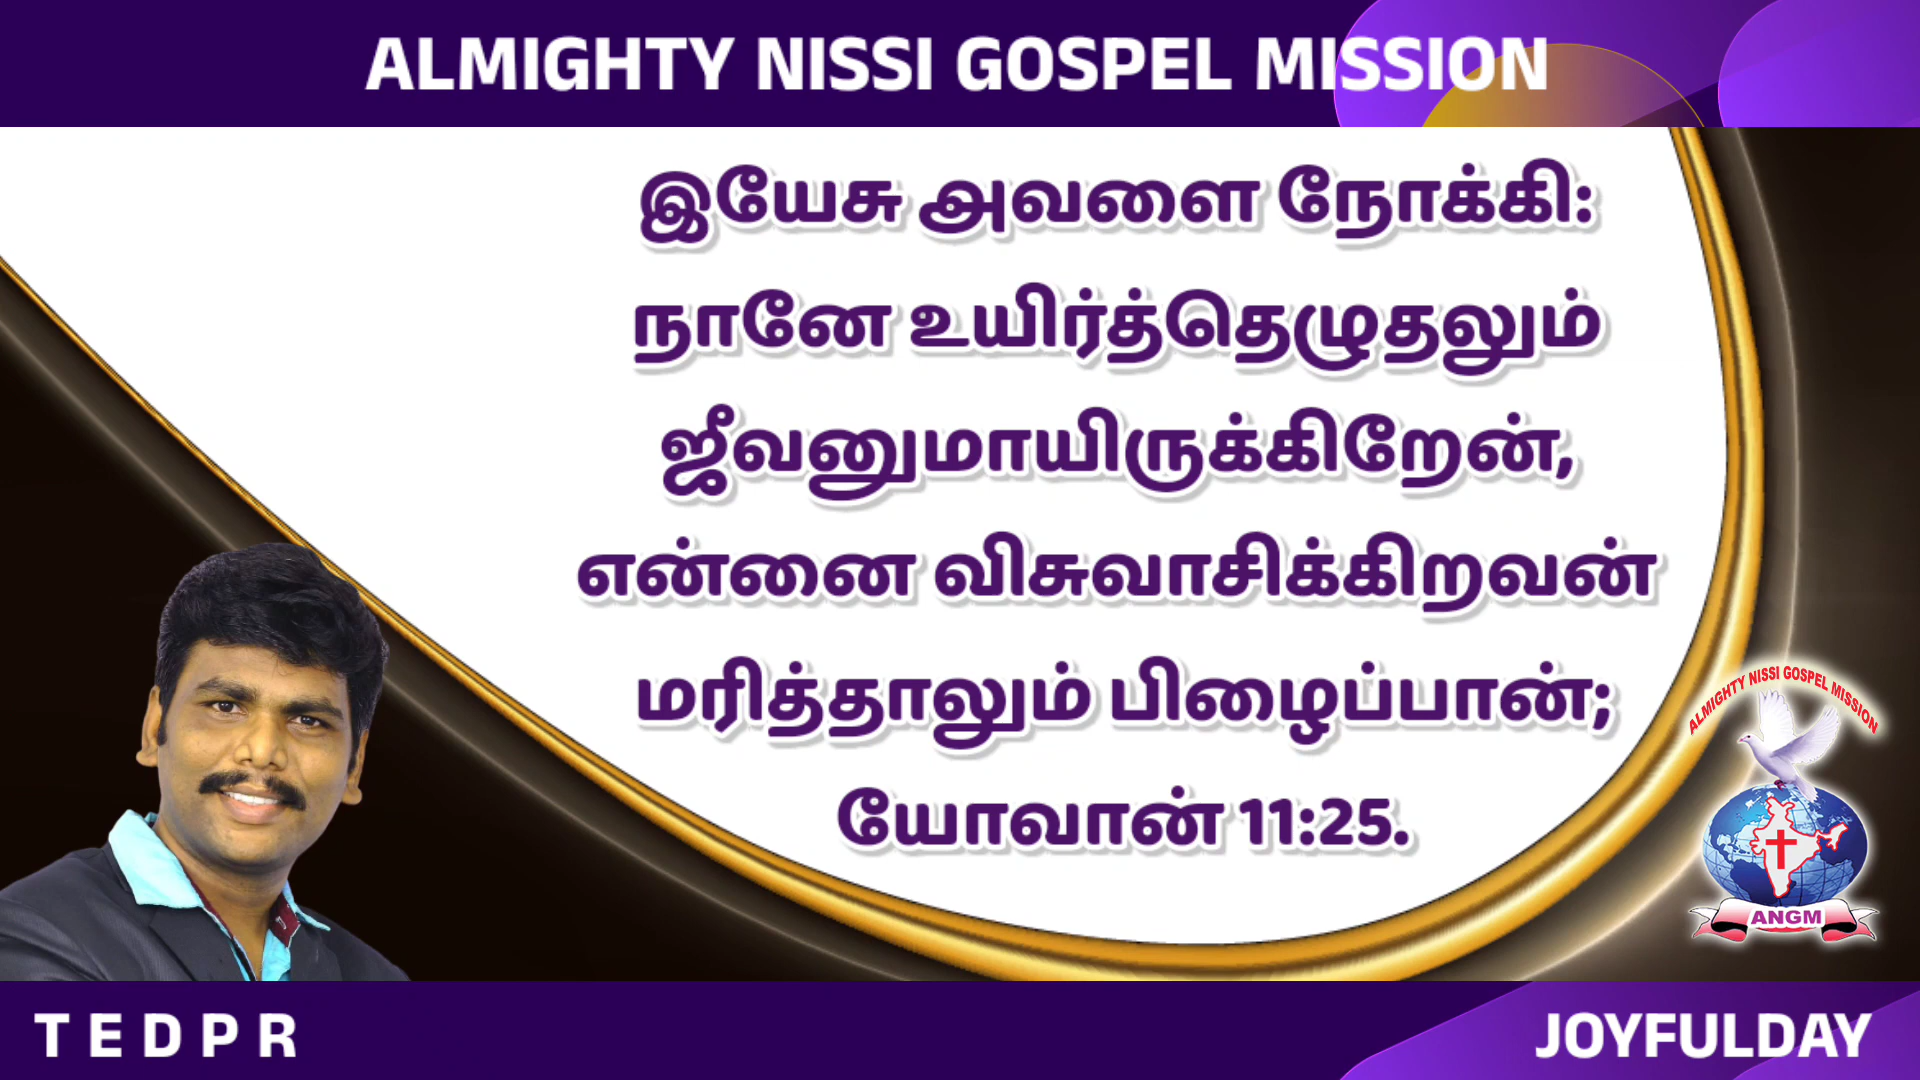 ALMIGHTY NISSI GOSPEL MISSION
இயேசு அவளை நோக்கி:
நானே உயிர்த்தெழுதலும்
ஜீவனுமாயிருக்கிறேன்,
என்னை விசுவாசிக்கிறவன்
மரித்தாலும் பிழைப்பான்;
யோவான் 11:25.
ALMIGHTY NISSI GOSPEL MISSION
ANGM
TEDPR
JOYFULDAY